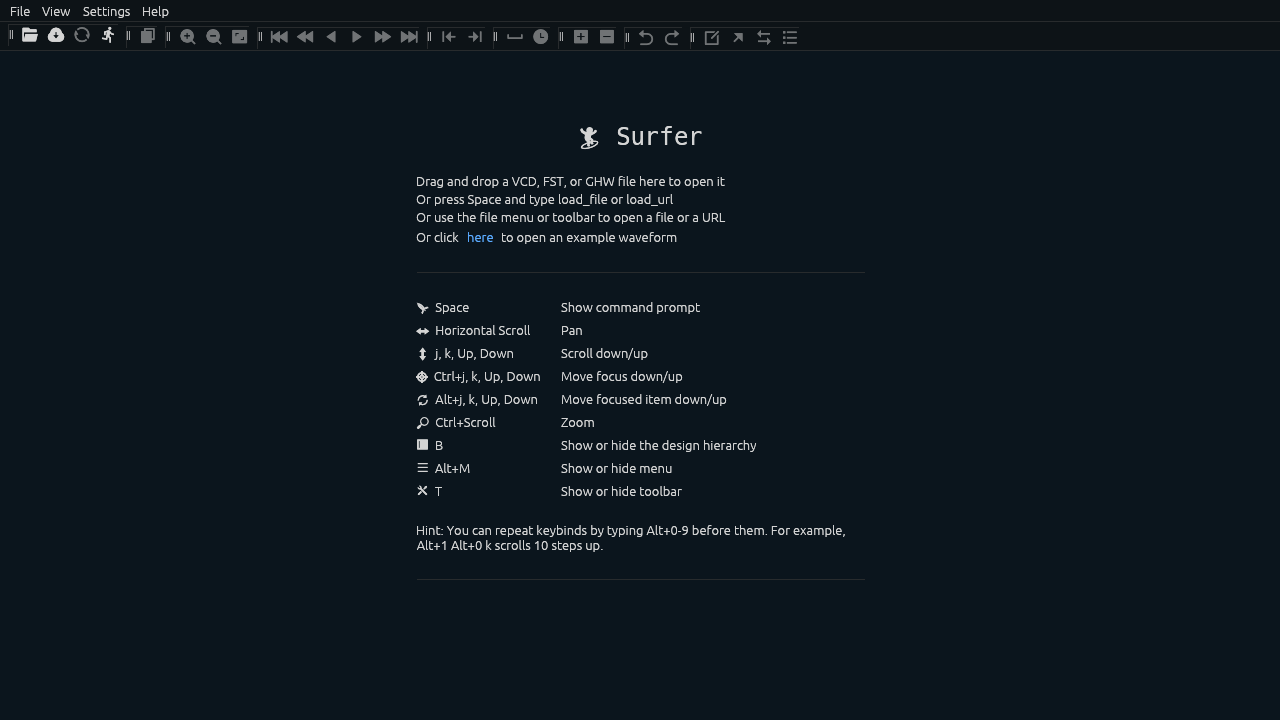 File View Settings Help
Surfer
Drag and drop a VCD, FST, or GHW file here to open it
Or press Space and type load_file or load_url
Or use the file menu or toolbar to open a file or a URL
Or click here to open an example waveform
Space Show command prompt
Horizontal Scroll Pan
j, k, Up, Down Scroll down/up
Ctrl+j, k, Up, Down Move focus down/up
Alt+j, k, Up, Down Move focused item down/up
Ctrl+Scroll Zoom
B Show or hide the design hierarchy
Alt+M Show or hide menu
T Show or hide toolbar
Hint: You can repeat keybinds by typing Alt+0-9 before them. For example,
Alt+1 Alt+0 k scrolls 10 steps up.